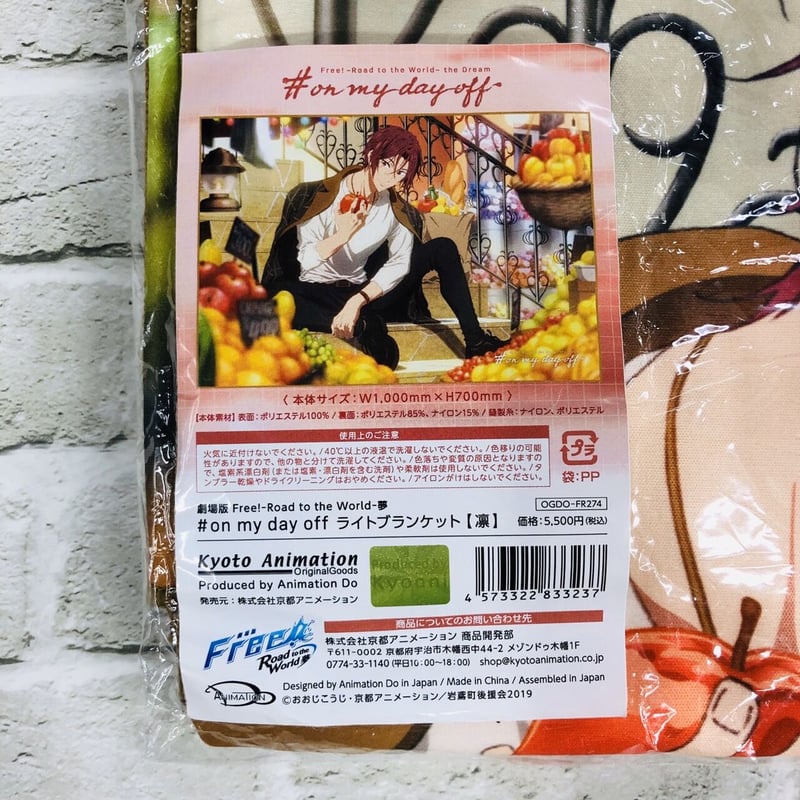 Free! -Road to the World- the Dream
#on my day off
#on my day off
〈 本体サイズ：W1,000mm×H700mm 〉
【本体素材】表面：ポリエステル100% / 裏面：ポリエステル85%、ナイロン15% / 縫製糸：ナイロン、ポリエステル
使用上のご注意
火気に近付けないでください。/40℃以上の液温で洗濯しないでください。/色移りの可能
性がありますので、他の物と分けて洗濯してください。/色落ちや変質の原因となりますの
で、塩素系漂白剤(または塩素・漂白剤を含む洗剤)や柔軟剤は使用しないでください。/タ
ンブラー乾燥やドライクリーニングはおやめください。/アイロンがけはしないでください。
プラ
袋：PP
劇場版 Free!-Road to the World-夢
OGDO-FR274
#on my day off ライトブランケット【凛】
価格：5,500円(税込)
Kyoto Animation
OriginalGoods
Produced by Animation Do
発売元：株式会社京都アニメーション
Produced by
Kyoani
4 573322 833237
商品についてのお問い合わせ先
Free!
Road to the
World 夢
株式会社京都アニメーション 商品開発部
〒611-0002 京都府宇治市木幡西中44-2 メゾンドゥ木幡1F
0774-33-1140 (平日10:00〜18:00) shop@kyotoanimation.co.jp
ANIMATION
Designed by Animation Do in Japan / Made in China / Assembled in Japan
©おおじこうじ・京都アニメーション／岩鳶町後援会2019